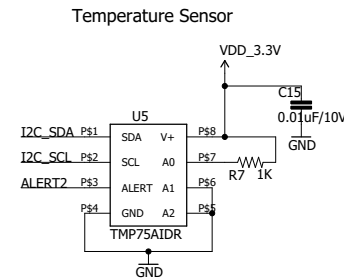 Temperature Sensor
VDD_3.3V
C15
0.01uF/10V
GND
U5
I2C_SDA P$1 SDA V+ P$8
I2C_SCL P$2 SCL A0 P$7
R7 1K
ALERT2 P$3 ALERT A1 P$6
P$4 GND A2 P$5
TMP75AIDR
GND